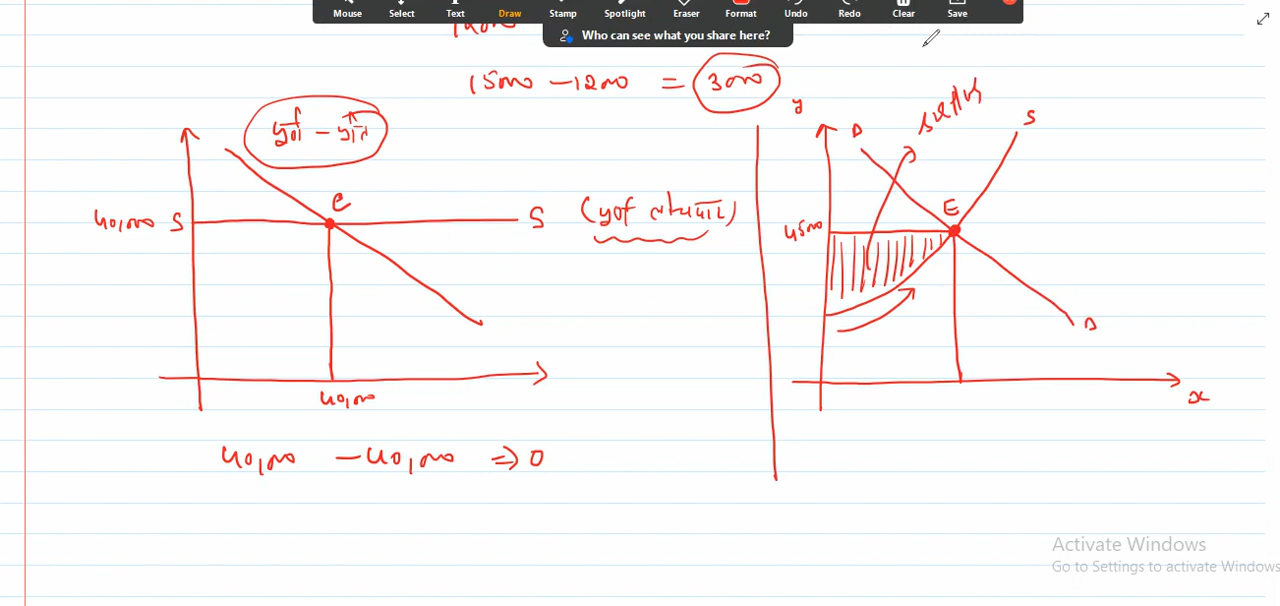 Mouse Select Text Draw Stamp Spotlight Eraser Format Undo Redo Clear Save
Who can see what you share here?
15000 - 12000 = 3000
y
D
S
40,000 S
e
S
E
4500
D
x
40,000
40,000 - 40,000 => 0
Activate Windows
Go to Settings to activate Windows